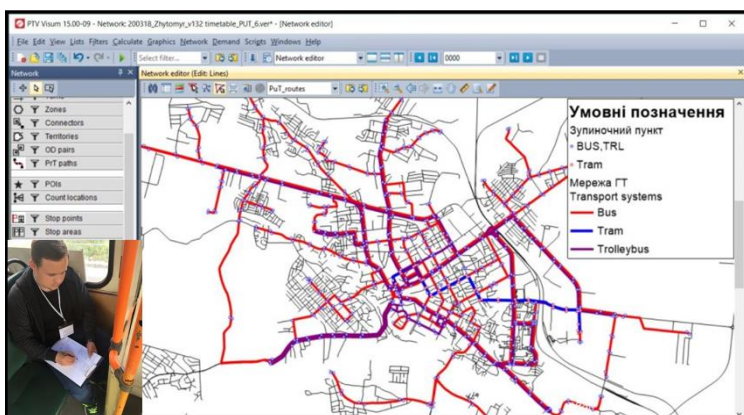 PTV Visum 15.00-09 - Network: 200318_Zhytomyr_v132 timetable_PUT_6.ver* - [Network editor]
File Edit View Lists Filters Calculate Graphics Network Demand Scripts Windows Help
Select filter... Network editor 0000
Network
Network editor (Edit: Lines)
PuT_routes
Zones
Connectors
Territories
OD pairs
PrT paths
POIs
Count locations
Stop points
Stop areas
Умовні позначення
Зупиночний пункт
BUS,TRL
Tram
Мережа ГТ
Transport systems
Bus
Tram
Trolleybus